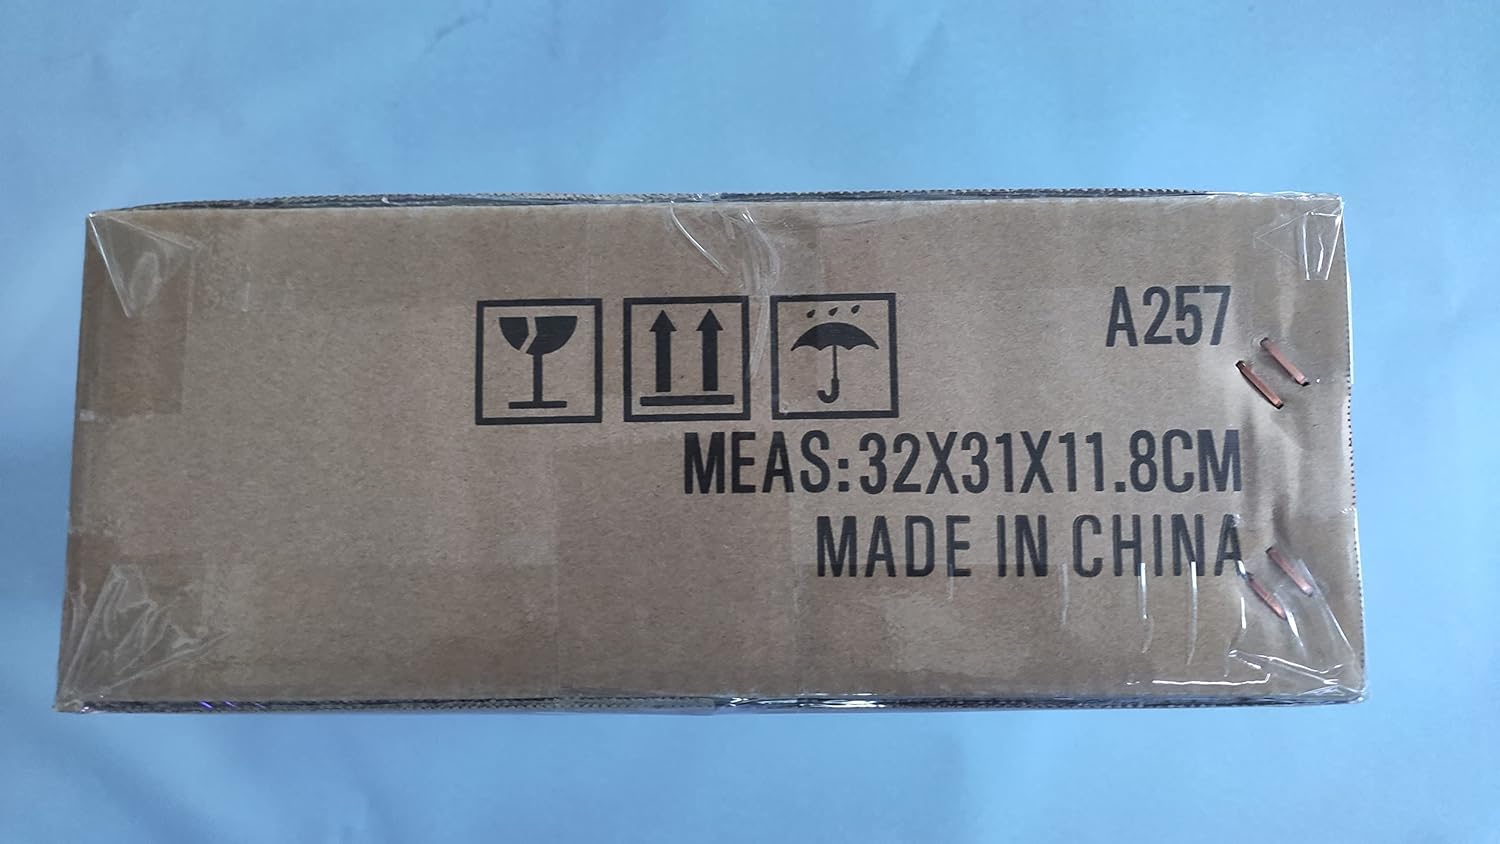 A257
MEAS:32X31X11.8CM
MADE IN CHINA